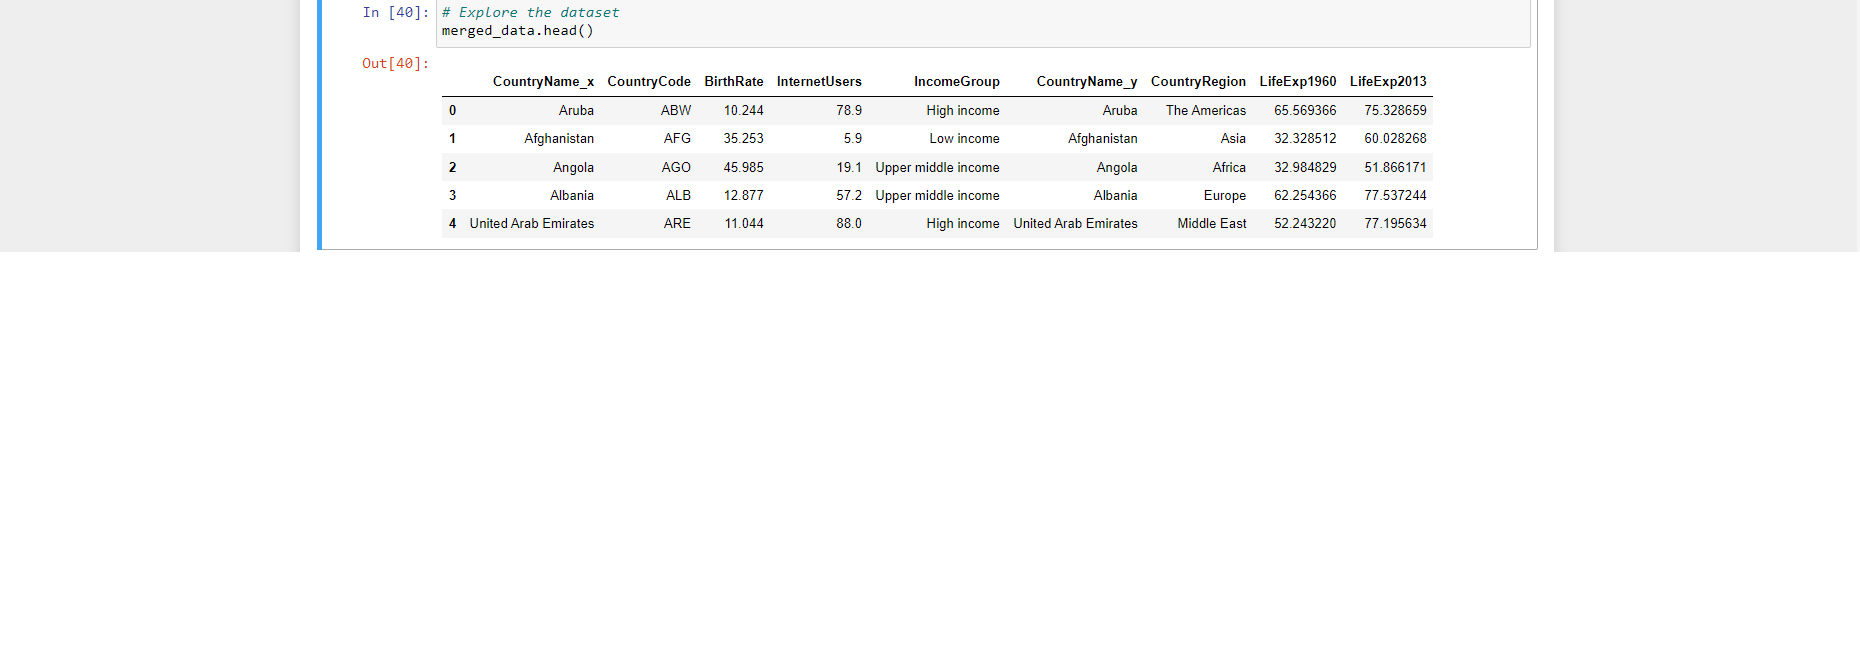 In [40]: # Explore the dataset
merged_data.head()
Out[40]:
CountryName_x CountryCode BirthRate InternetUsers IncomeGroup CountryName_y CountryRegion LifeExp1960 LifeExp2013
0 Aruba ABW 10.244 78.9 High income Aruba The Americas 65.569366 75.328659
1 Afghanistan AFG 35.253 5.9 Low income Afghanistan Asia 32.328512 60.028268
2 Angola AGO 45.985 19.1 Upper middle income Angola Africa 32.984829 51.866171
3 Albania ALB 12.877 57.2 Upper middle income Albania Europe 62.254366 77.537244
4 United Arab Emirates ARE 11.044 88.0 High income United Arab Emirates Middle East 52.243220 77.195634